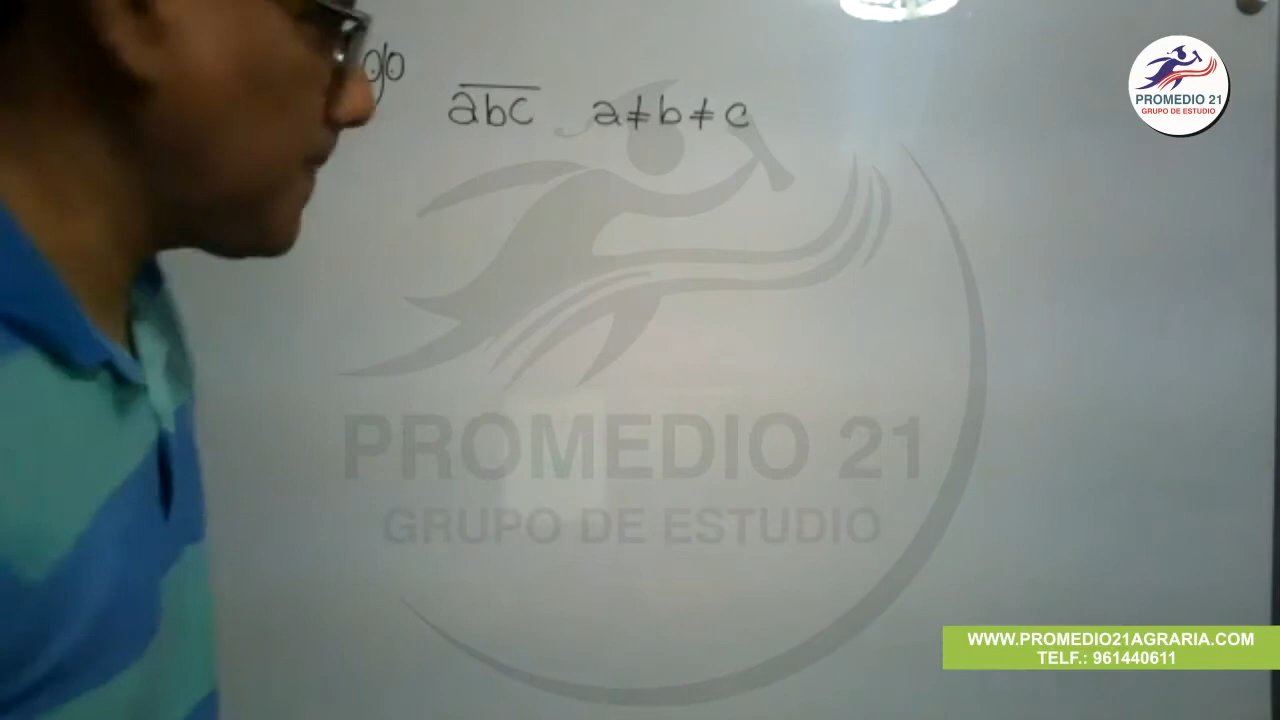 abc a≠b≠c
PROMEDIO 21
GRUPO DE ESTUDIO
PROMEDIO 21
GRUPO DE ESTUDIO
WWW.PROMEDIO21AGRARIA.COM
TELF.: 961440611